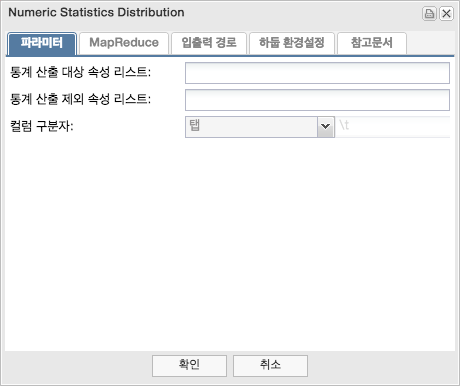 Numeric Statistics Distribution
파라미터 MapReduce 입출력 경로 하둡 환경설정 참고문서
통계 산출 대상 속성 리스트:
통계 산출 제외 속성 리스트:
컬럼 구분자: 탭 \t
확인 취소